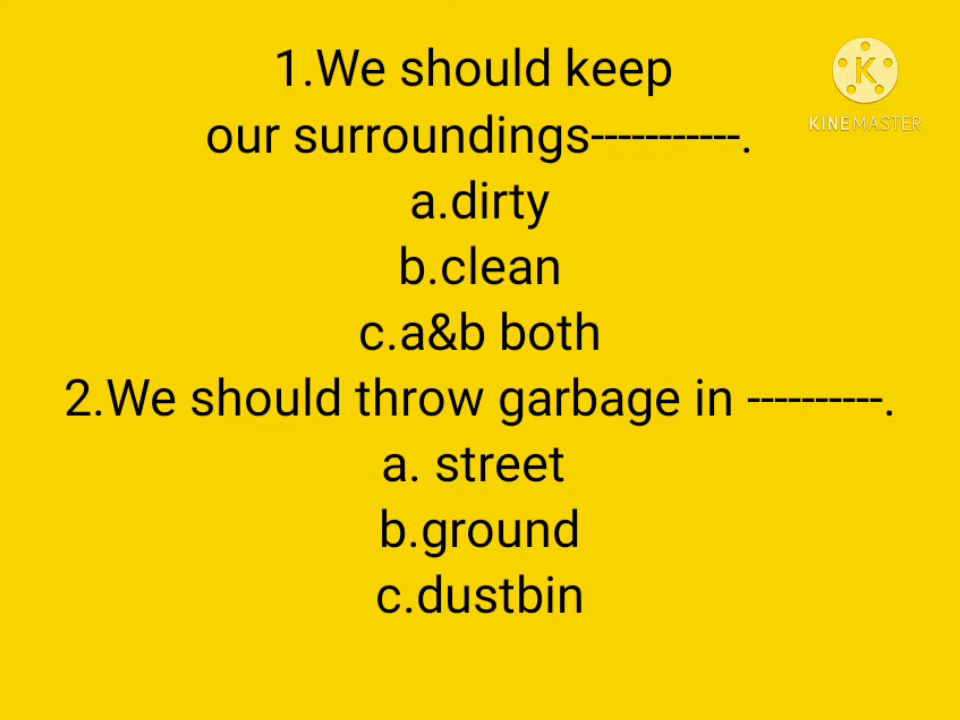 1.We should keep
our surroundings-----------.
a.dirty
b.clean
c.a&b both
2.We should throw garbage in ----------.
a. street
b.ground
c.dustbin
K
KINEMASTER